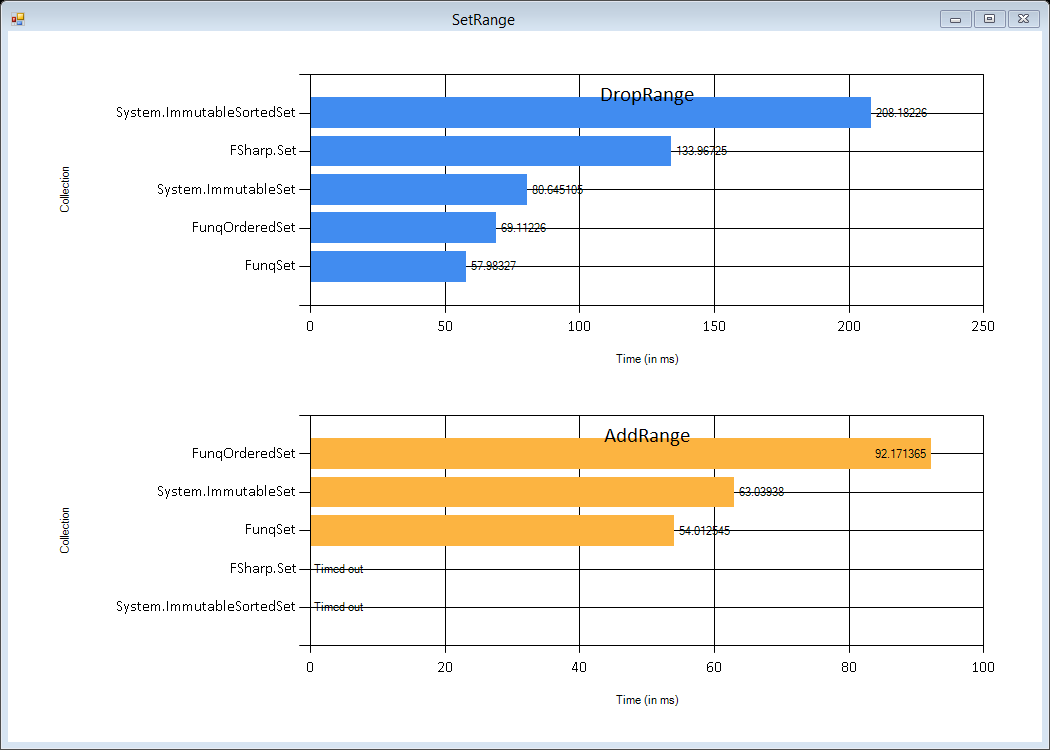 SetRange
DropRange
Collection
System.ImmutableSortedSet
208.18226
FSharp.Set
133.96725
System.ImmutableSet
80.645105
FunqOrderedSet
69.11226
FunqSet
57.98327
0 50 100 150 200 250
Time (in ms)
AddRange
Collection
FunqOrderedSet
92.171365
System.ImmutableSet
63.03938
FunqSet
54.012545
FSharp.Set
Timed out
System.ImmutableSortedSet
Timed out
0 20 40 60 80 100
Time (in ms)